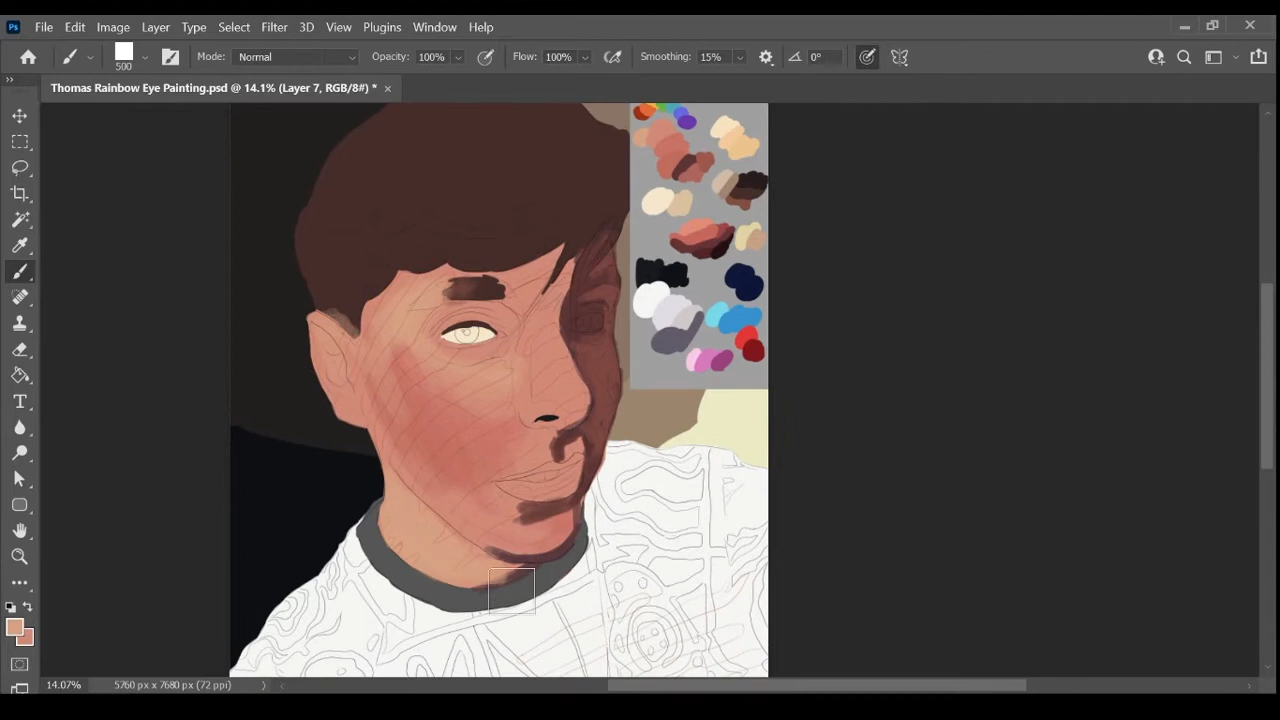 Ps File Edit Image Layer Type Select Filter 3D View Plugins Window Help
500 Mode: Normal Opacity: 100% Flow: 100% Smoothing: 15% 0°
Thomas Rainbow Eye Painting.psd @ 14.1% (Layer 7, RGB/8#) *
14.07% 5760 px x 7680 px (72 ppi)